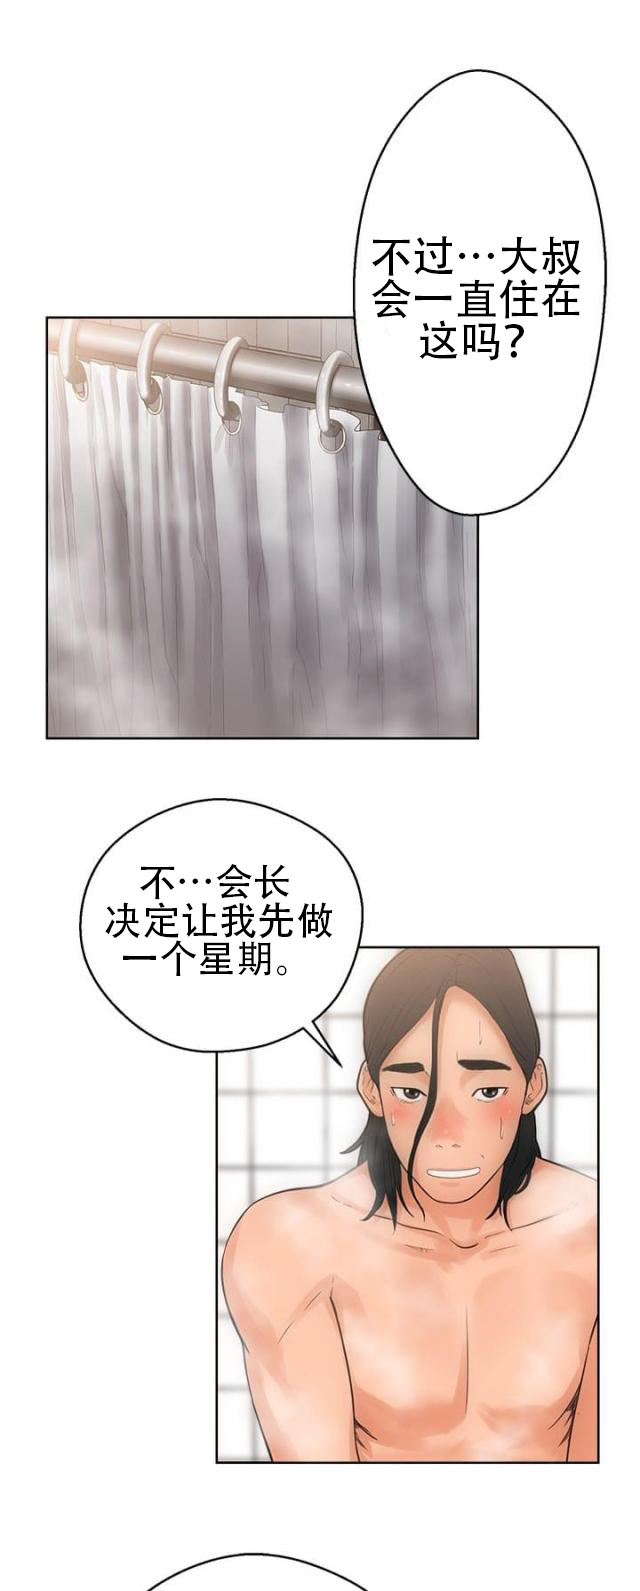 不过…大叔
会一直住在
这吗？
不…会长
决定让我先做
一个星期。